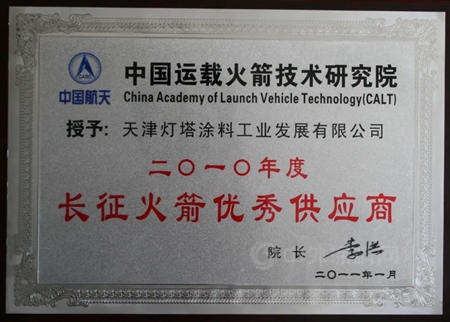 中国运载火箭技术研究院
CASC
中国航天
China Academy of Launch Vehicle Technology(CALT)
授予：天津灯塔涂料工业发展有限公司
二〇一〇年度
长征火箭优秀供应商
院 长 李洪
二〇一一年一月